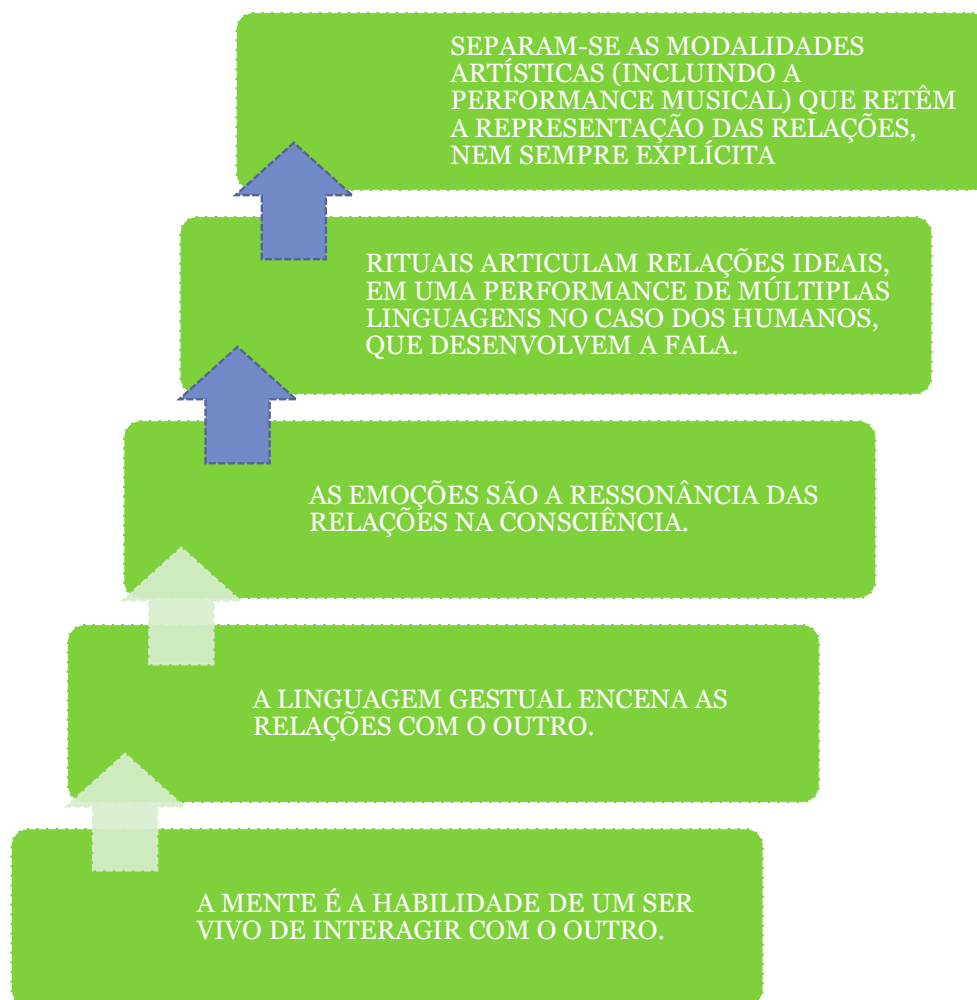 SEPARAM-SE AS MODALIDADES
ARTÍSTICAS (INCLUINDO A
PERFORMANCE MUSICAL) QUE RETÊM
A REPRESENTAÇÃO DAS RELAÇÕES,
NEM SEMPRE EXPLÍCITA
RITUAIS ARTICULAM RELAÇÕES IDEAIS,
EM UMA PERFORMANCE DE MÚLTIPLAS
LINGUAGENS NO CASO DOS HUMANOS,
QUE DESENVOLVEM A FALA.
AS EMOÇÕES SÃO A RESSONÂNCIA DAS
RELAÇÕES NA CONSCIÊNCIA.
A LINGUAGEM GESTUAL ENCENA AS
RELAÇÕES COM O OUTRO.
A MENTE É A HABILIDADE DE UM SER
VIVO DE INTERAGIR COM O OUTRO.